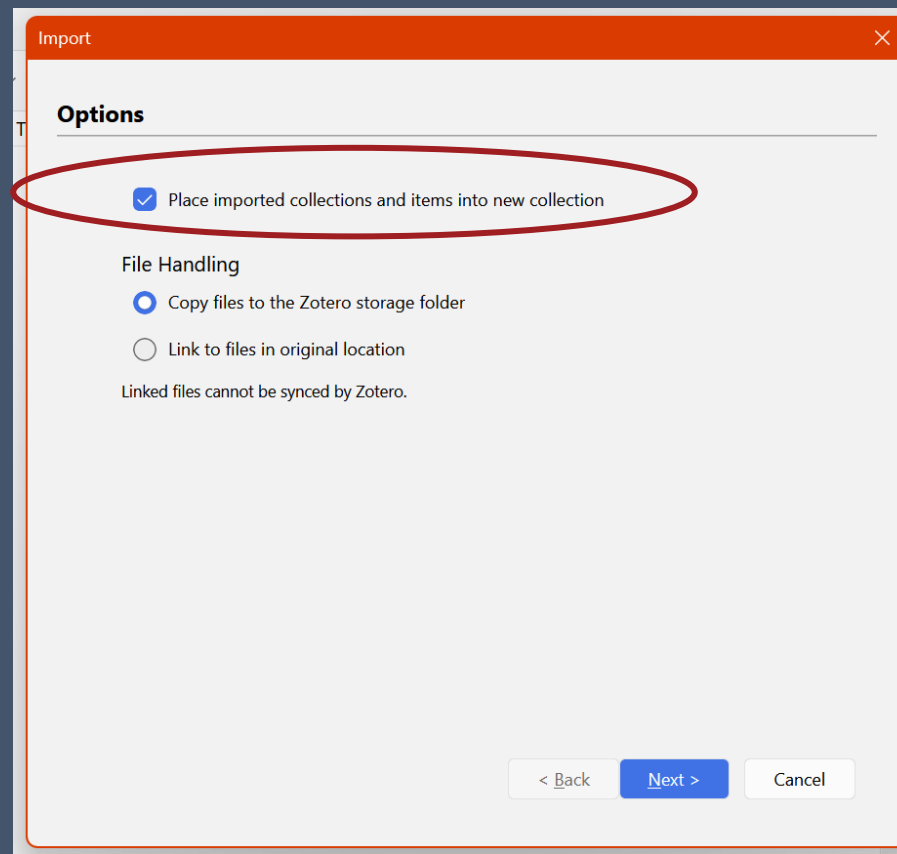 Import
T
Options
Place imported collections and items into new collection
File Handling
Copy files to the Zotero storage folder
Link to files in original location
Linked files cannot be synced by Zotero.
< Back
Next >
Cancel